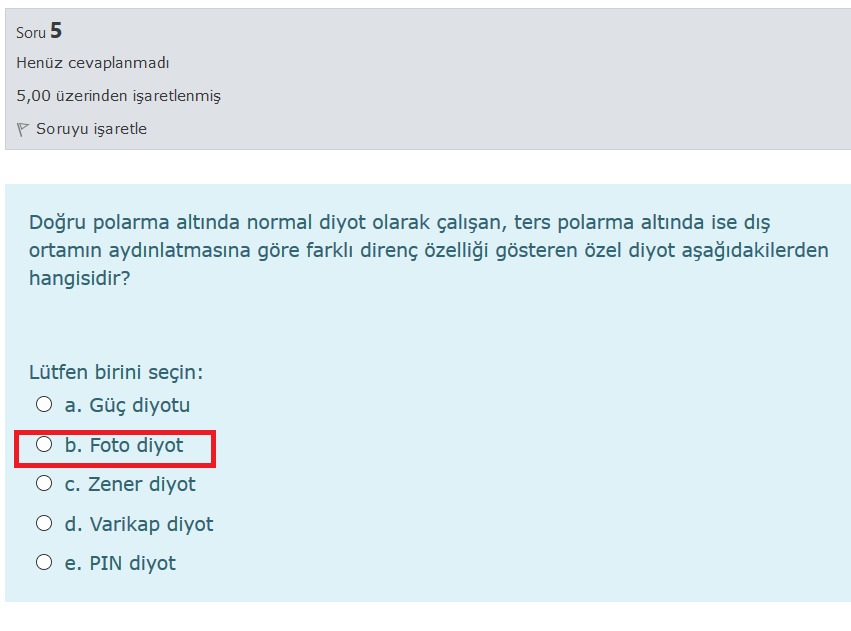 Soru 5
Henüz cevaplanmadı
5,00 üzerinden işaretlenmiş
Soruyu işaretle
Doğru polarma altında normal diyot olarak çalışan, ters polarma altında ise dış
ortamın aydınlatmasına göre farklı direnç özelliği gösteren özel diyot aşağıdakilerden
hangisidir?
Lütfen birini seçin:
a. Güç diyotu
b. Foto diyot
c. Zener diyot
d. Varikap diyot
e. PIN diyot